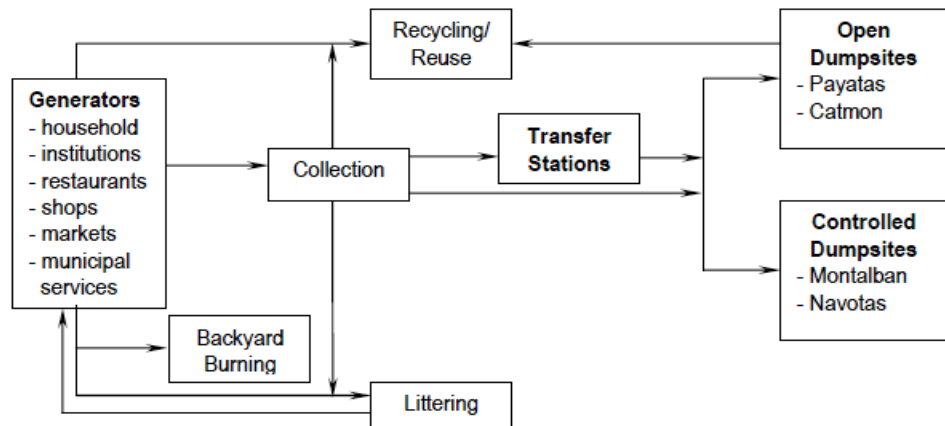 Recycling/
Reuse
Open
Dumpsites
- Payatas
- Catmon
Generators
- household
- institutions
- restaurants
- shops
- markets
- municipal
services
Collection
Transfer
Stations
Controlled
Dumpsites
- Montalban
- Navotas
Backyard
Burning
Littering